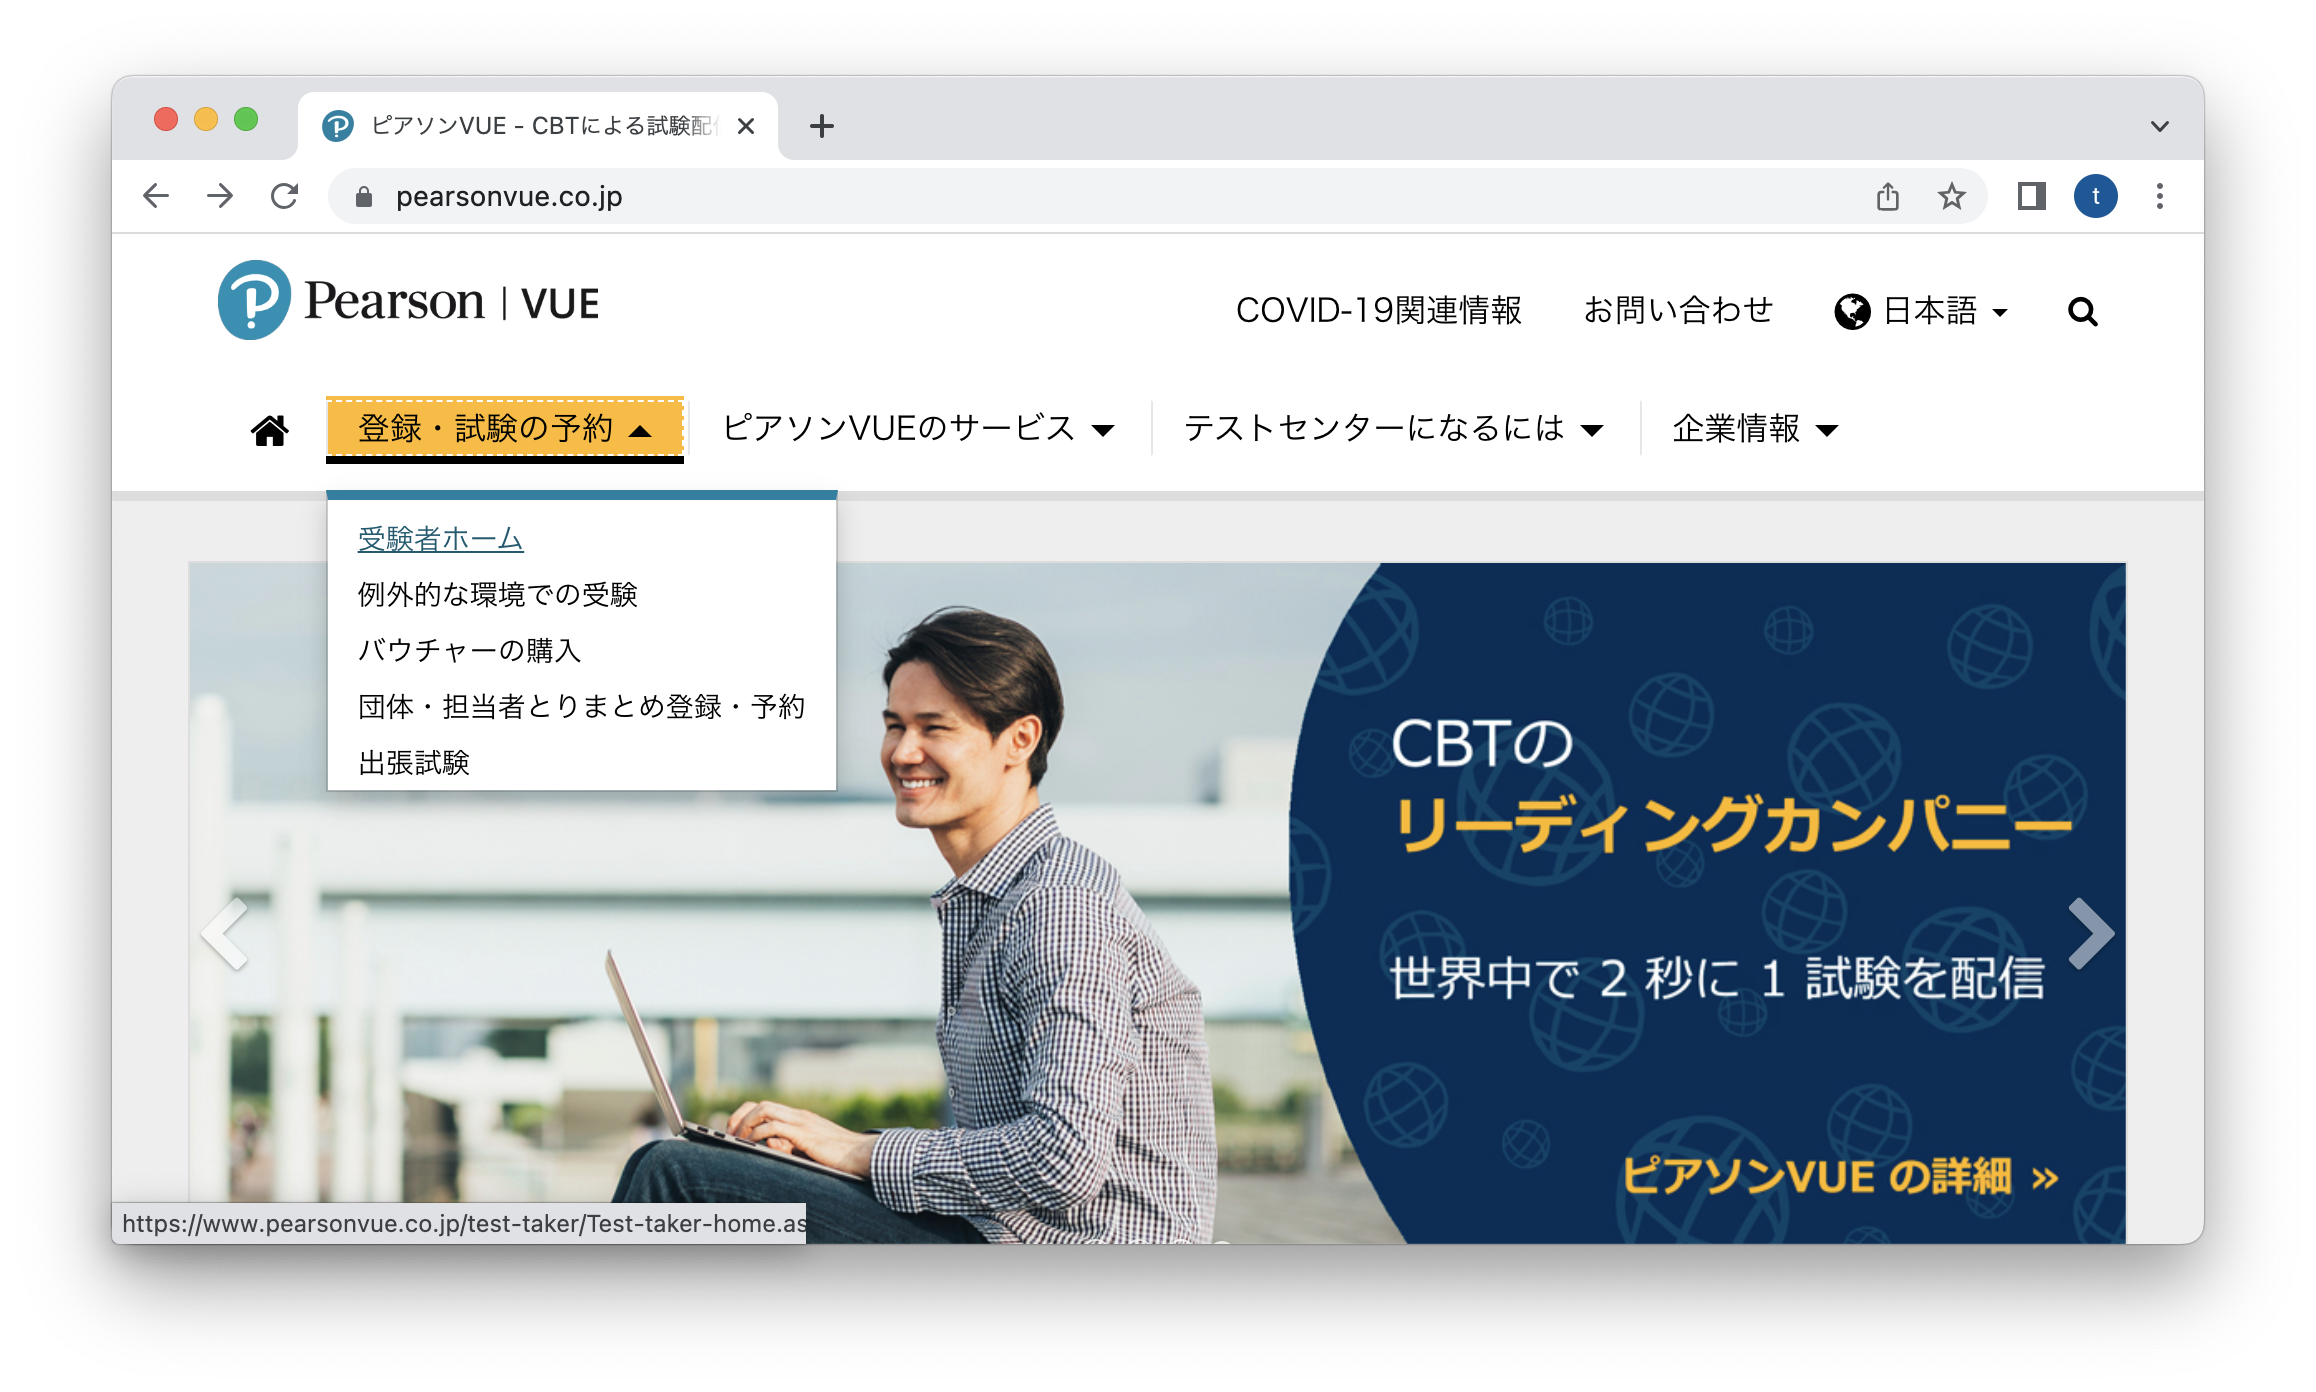 ピアソンVUE - CBTによる試験配
pearsonvue.co.jp
t
Pearson | VUE
COVID-19関連情報
お問い合わせ
日本語
登録・試験の予約
ピアソンVUEのサービス
テストセンターになるには
企業情報
受験者ホーム
例外的な環境での受験
バウチャーの購入
団体・担当者とりまとめ登録・予約
出張試験
CBTの
リーディングカンパニー
世界中で 2 秒に 1 試験を配信
ピアソンVUE の詳細 »
https://www.pearsonvue.co.jp/test-taker/Test-taker-home.as